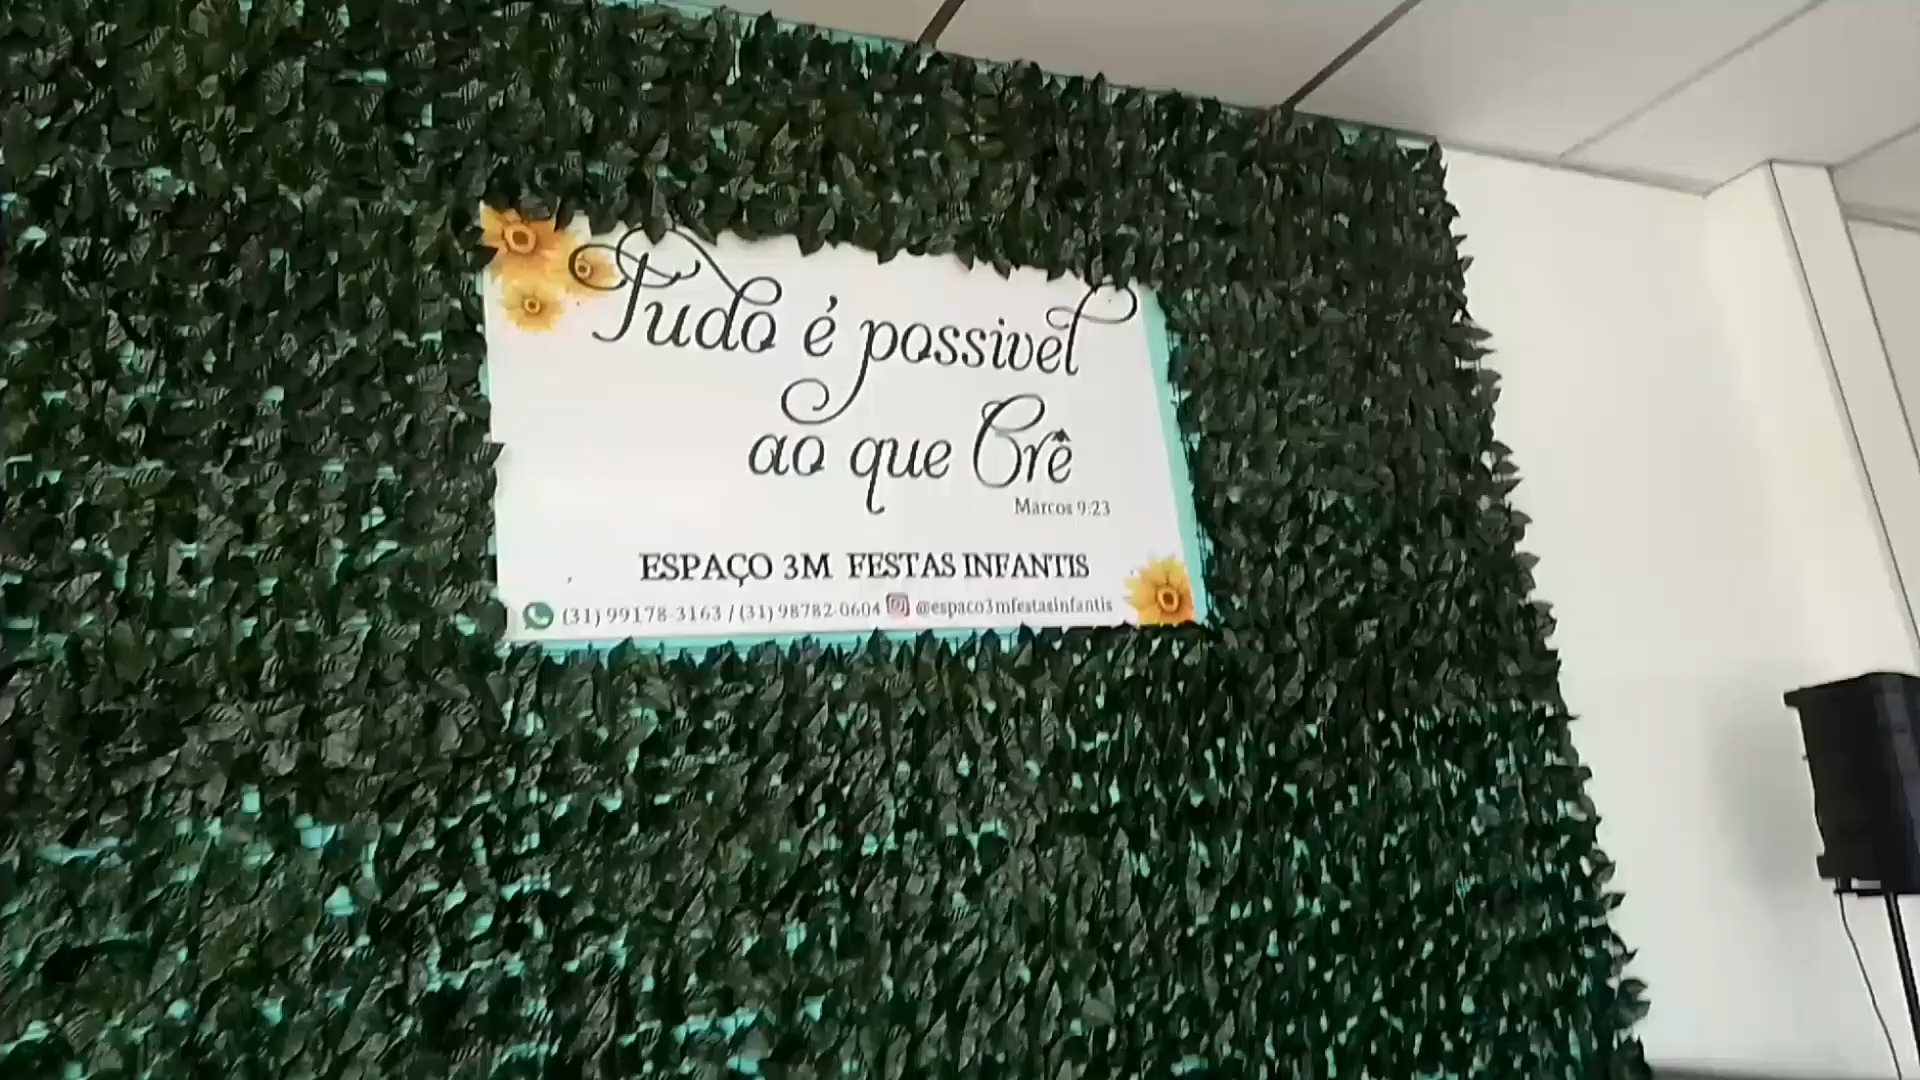 Tudo é possivel
ao que Crê
Marcos 9:23
ESPAÇO 3M FESTAS INFANTIS
(31) 99178-3163 / (31) 98782-0604 @espaco3mfestasinfantis